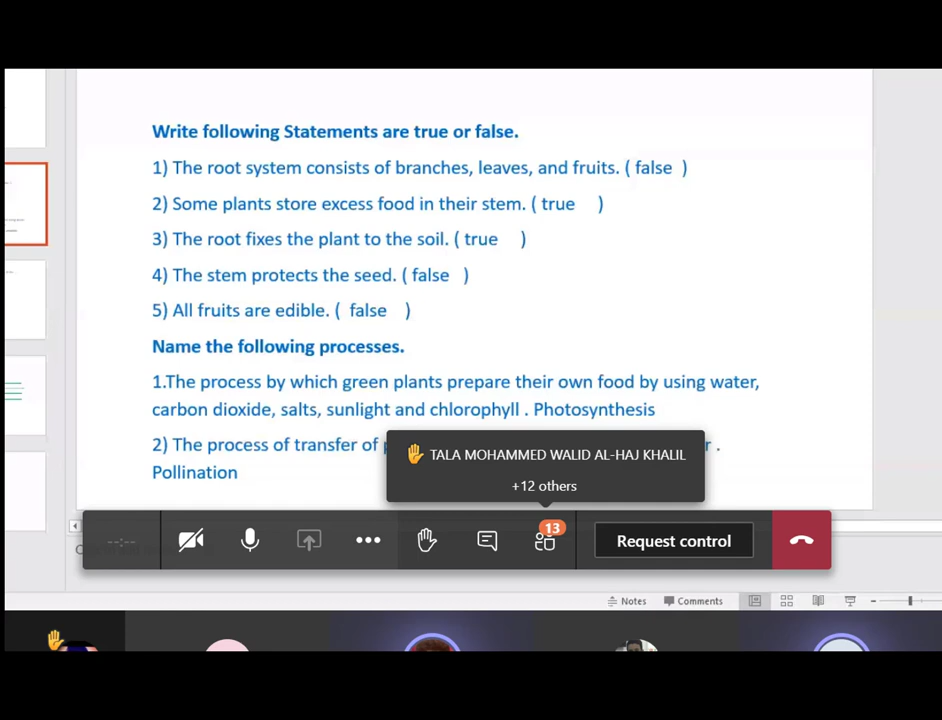 Write following Statements are true or false.
1) The root system consists of branches, leaves, and fruits. ( false )
2) Some plants store excess food in their stem. ( true )
3) The root fixes the plant to the soil. ( true )
4) The stem protects the seed. ( false )
5) All fruits are edible. ( false )
Name the following processes.
1.The process by which green plants prepare their own food by using water,
carbon dioxide, salts, sunlight and chlorophyll . Photosynthesis
2) The process of transfer of
Pollination
TALA MOHAMMED WALID AL-HAJ KHALIL
+12 others
13
Request control
Notes
Comments